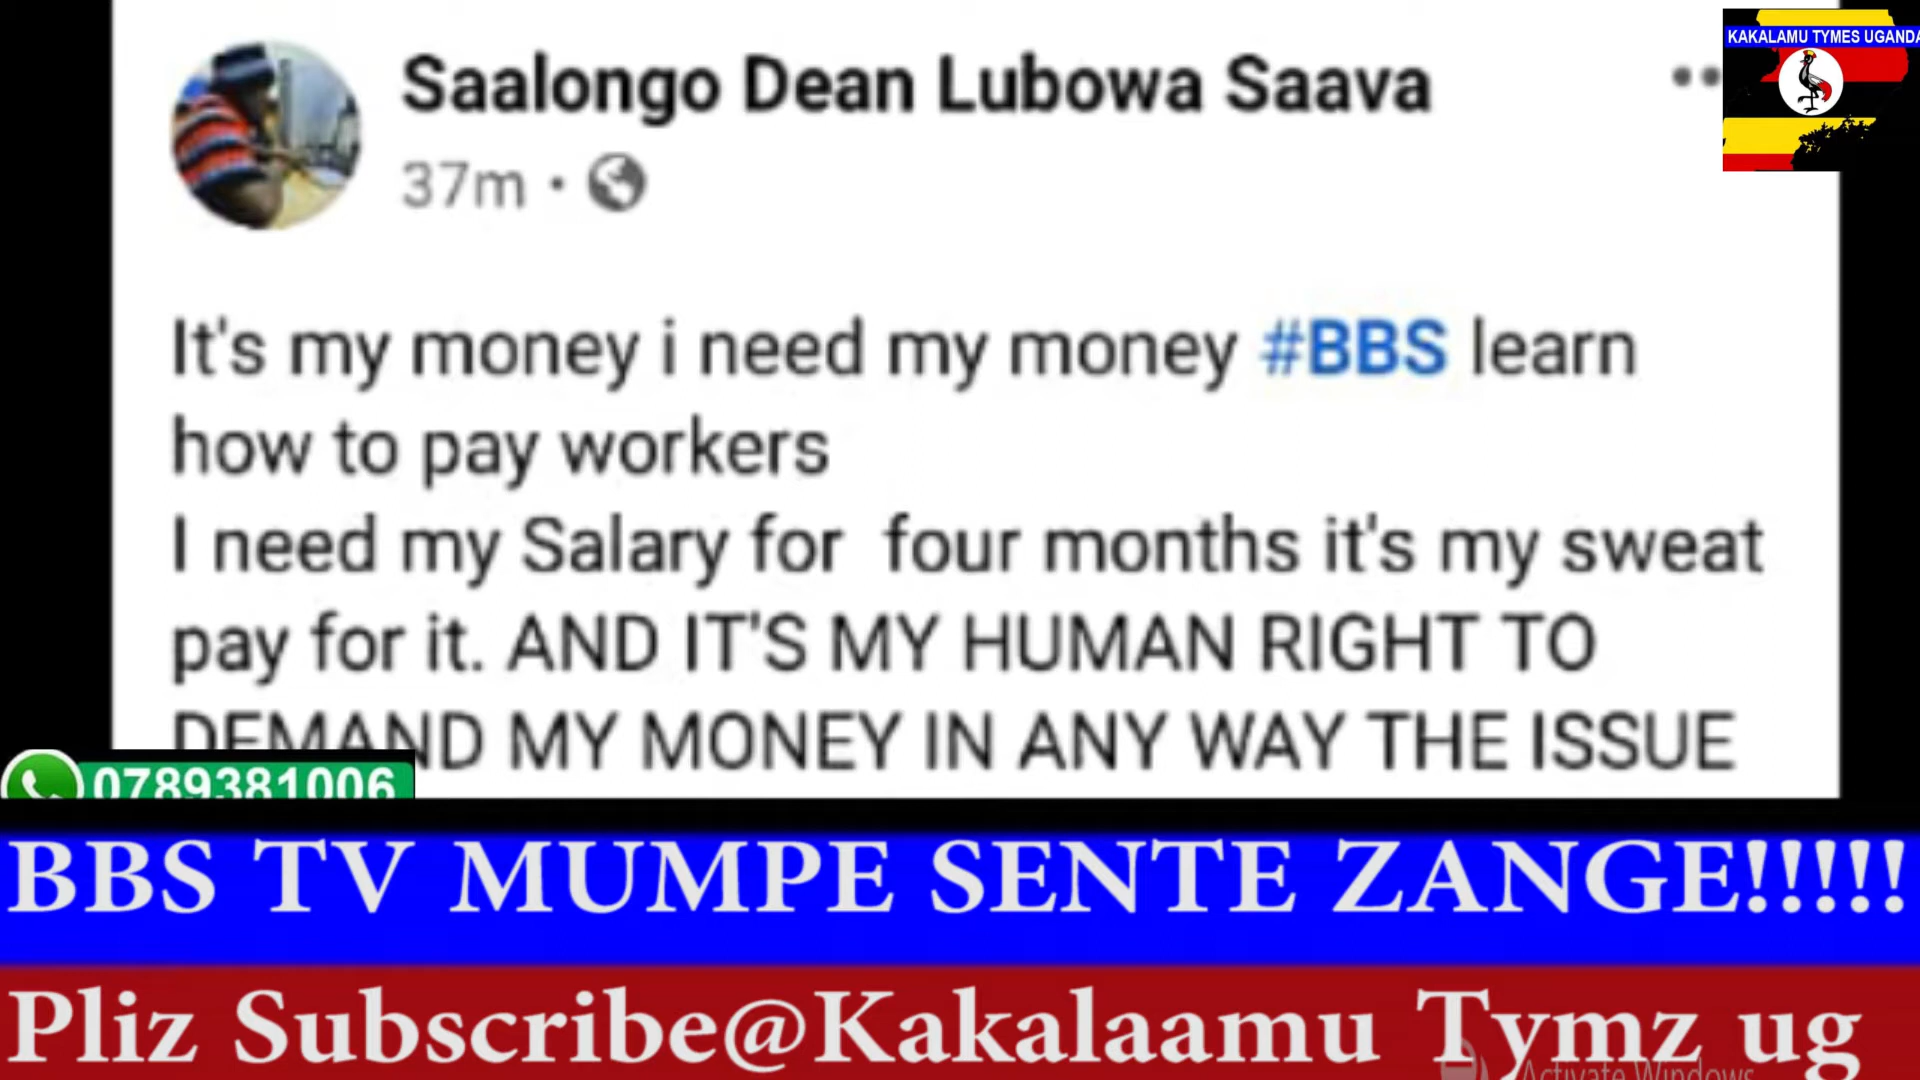 Saalongo Dean Lubowa Saava
37m
KAKALAMU TYMES UGANDA
It's my money i need my money #BBS learn
how to pay workers
I need my Salary for four months it's my sweat
pay for it. AND IT'S MY HUMAN RIGHT TO
DEMAND MY MONEY IN ANY WAY THE ISSUE
0789381006
BBS TV MUMPE SENTE ZANGE!!!!!
Pliz Subscribe@Kakalaamu Tymz ug
Activate Windows